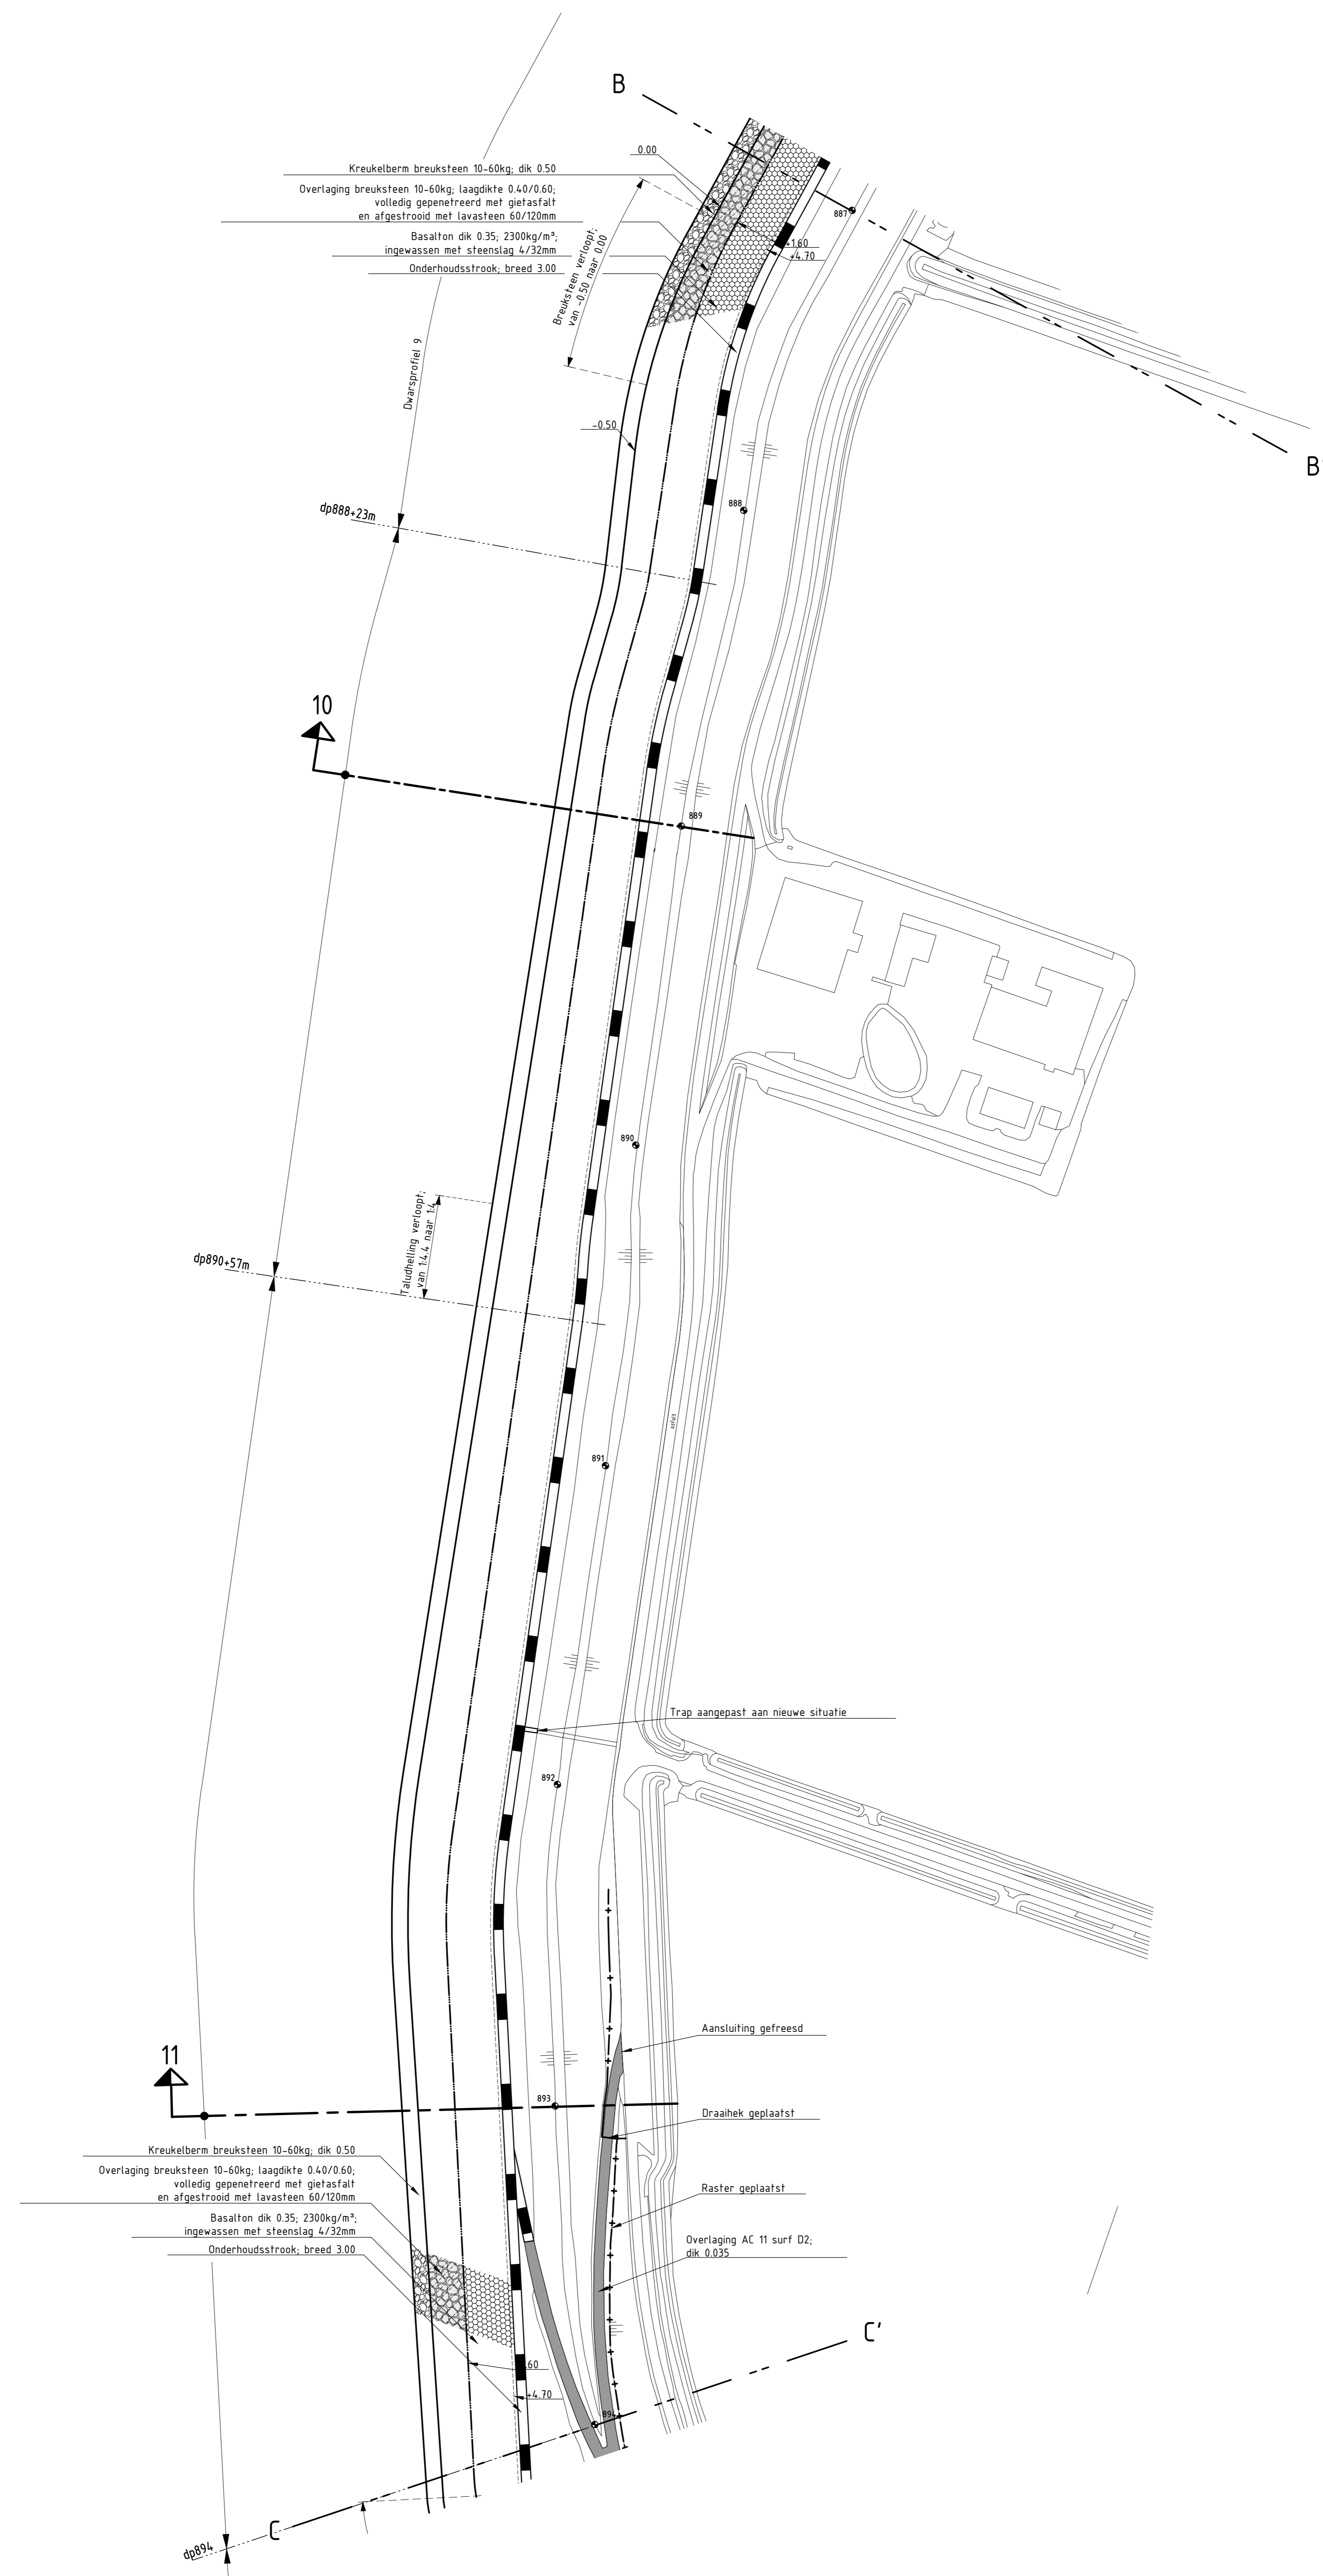 B
0.00
Kreukelberm breuksteen 10-60kg; dik 0.50
Overlaging breuksteen 10-60kg; laagdikte 0.40/0.60;
volledig gepenetreerd met gietasfalt
en afgestrooid met lavasteen 60/120mm
887
Basalton dik 0.35; 2300kg/m³;
ingewassen met steenslag 4/32mm
+1.60
+4.70
Onderhoudsstrook; breed 3.00
Breuksteen verloopt;
van -0.50 naar 0.00
Dwarsprofiel 9
-0.50
B'
888
dp888+23m
10
889
890
Taludhelling verloopt;
van 1:4.4 naar 1:4
dp890+57m
asfalt
891
Trap aangepast aan nieuwe situatie
892
Aansluiting gefreesd
11
893
Draaihek geplaatst
Kreukelberm breuksteen 10-60kg; dik 0.50
Overlaging breuksteen 10-60kg; laagdikte 0.40/0.60;
volledig gepenetreerd met gietasfalt
en afgestrooid met lavasteen 60/120mm
Raster geplaatst
Basalton dik 0.35; 2300kg/m³;
ingewassen met steenslag 4/32mm
Overlaging AC 11 surf D2;
dik 0.035
Onderhoudsstrook; breed 3.00
C'
60
+4.70
894
C
dp894